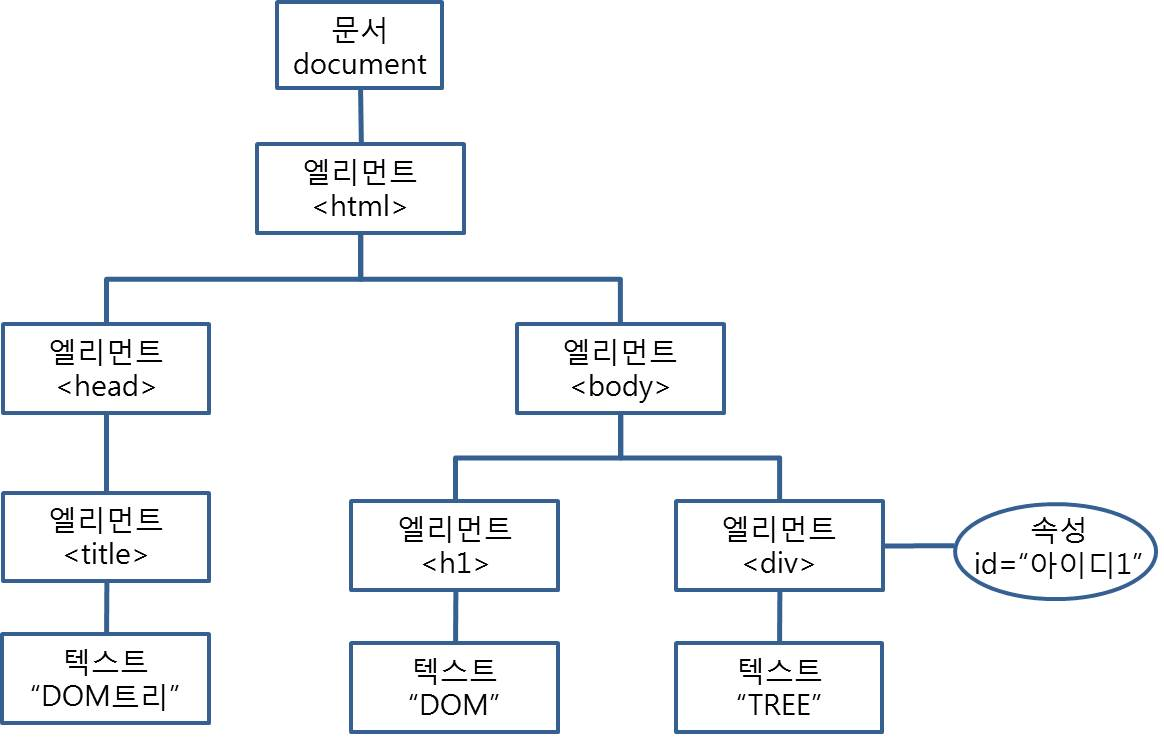 문서
document
엘리먼트
<html>
엘리먼트
<head>
엘리먼트
<body>
엘리먼트
<title>
엘리먼트
<h1>
엘리먼트
<div>
속성
id=“아이디1”
텍스트
“DOM트리”
텍스트
“DOM”
텍스트
“TREE”